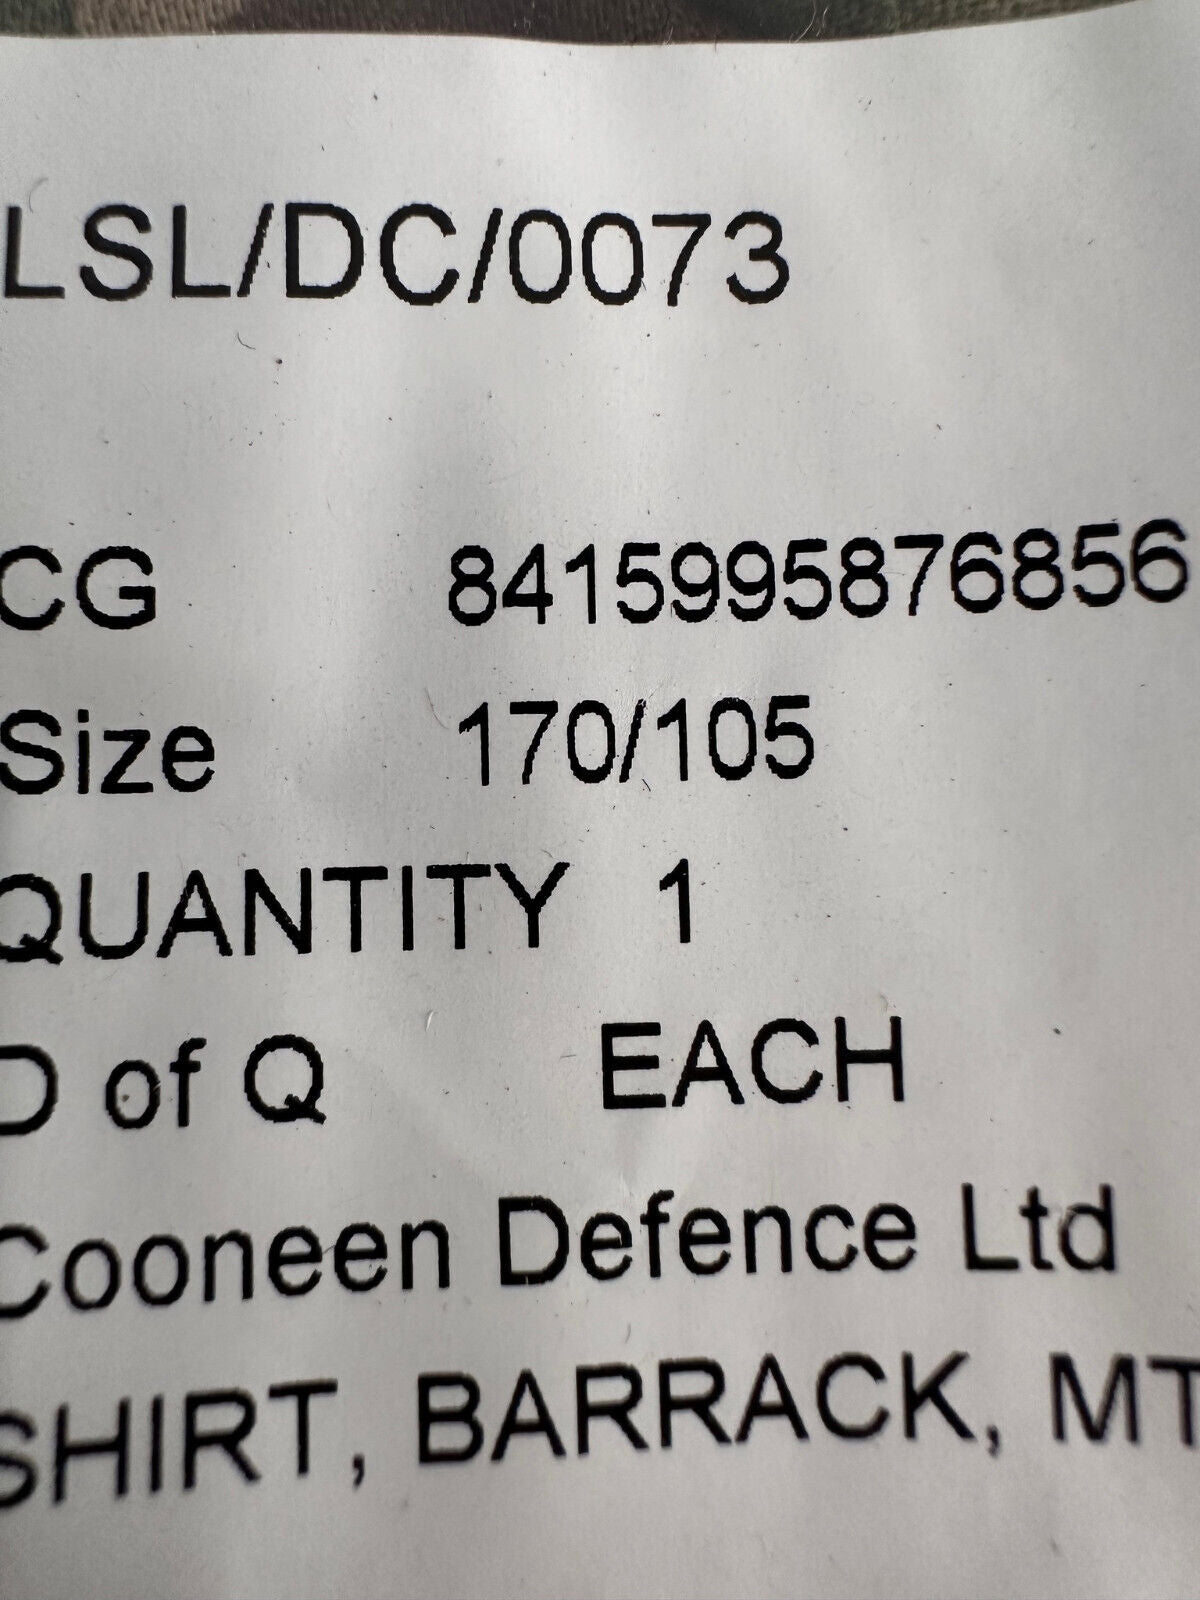 LSL/DC/0073
CG 8415995876856
Size 170/105
QUANTITY 1
D of Q EACH
Cooneen Defence Ltd
SHIRT, BARRACK, MT